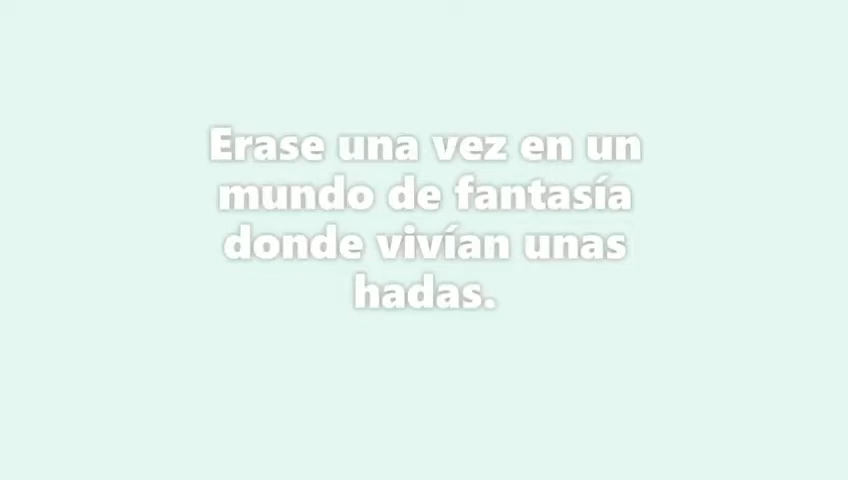 Erase una vez en un
mundo de fantasía
donde vivían unas
hadas.